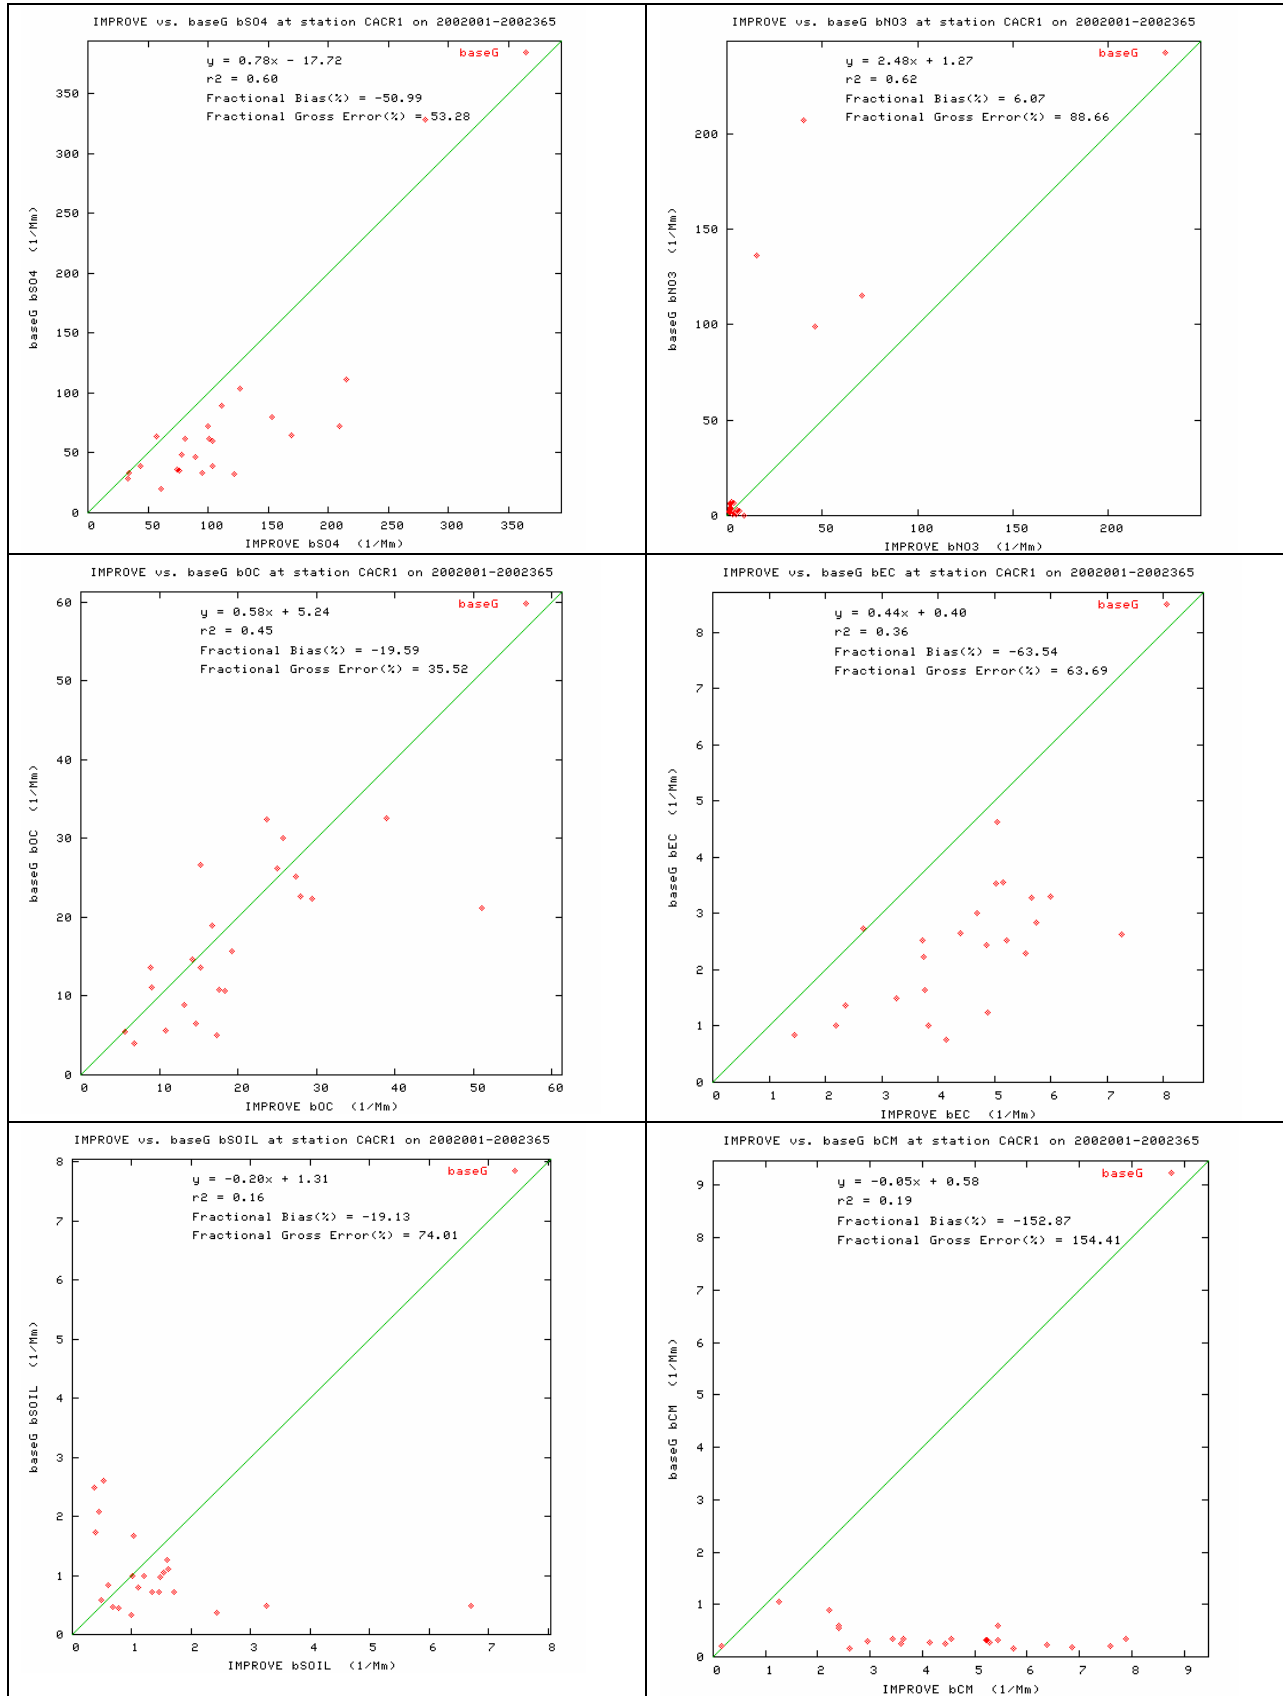 IMPROVE vs. baseG bSO4 at station CACR1 on 2002001-2002365
baseG
y = 0.78x - 17.72
r2 = 0.60
Fractional Bias(%) = -50.99
Fractional Gross Error(%) = 53.28
350
300
250
200
150
100
50
0
baseG bSO4 (1/Mm)
0 50 100 150 200 250 300 350
IMPROVE bSO4 (1/Mm)
IMPROVE vs. baseG bNO3 at station CACR1 on 2002001-2002365
baseG
y = 2.48x + 1.27
r2 = 0.62
Fractional Bias(%) = 6.07
Fractional Gross Error(%) = 88.66
200
150
100
50
0
baseG bNO3 (1/Mm)
0 50 100 150 200
IMPROVE bNO3 (1/Mm)
IMPROVE vs. baseG bOC at station CACR1 on 2002001-2002365
baseG
y = 0.58x + 5.24
r2 = 0.45
Fractional Bias(%) = -19.59
Fractional Gross Error(%) = 35.52
60
50
40
30
20
10
0
baseG bOC (1/Mm)
0 10 20 30 40 50 60
IMPROVE bOC (1/Mm)
IMPROVE vs. baseG bEC at station CACR1 on 2002001-2002365
baseG
y = 0.44x + 0.40
r2 = 0.36
Fractional Bias(%) = -63.54
Fractional Gross Error(%) = 63.69
8
7
6
5
4
3
2
1
0
baseG bEC (1/Mm)
0 1 2 3 4 5 6 7 8
IMPROVE bEC (1/Mm)
IMPROVE vs. baseG bSOIL at station CACR1 on 2002001-2002365
baseG
y = -0.20x + 1.31
r2 = 0.16
Fractional Bias(%) = -19.13
Fractional Gross Error(%) = 74.01
8
7
6
5
4
3
2
1
0
baseG bSOIL (1/Mm)
0 1 2 3 4 5 6 7 8
IMPROVE bSOIL (1/Mm)
IMPROVE vs. baseG bCM at station CACR1 on 2002001-2002365
baseG
y = -0.05x + 0.58
r2 = 0.19
Fractional Bias(%) = -152.87
Fractional Gross Error(%) = 154.41
9
8
7
6
5
4
3
2
1
0
baseG bCM (1/Mm)
0 1 2 3 4 5 6 7 8 9
IMPROVE bCM (1/Mm)